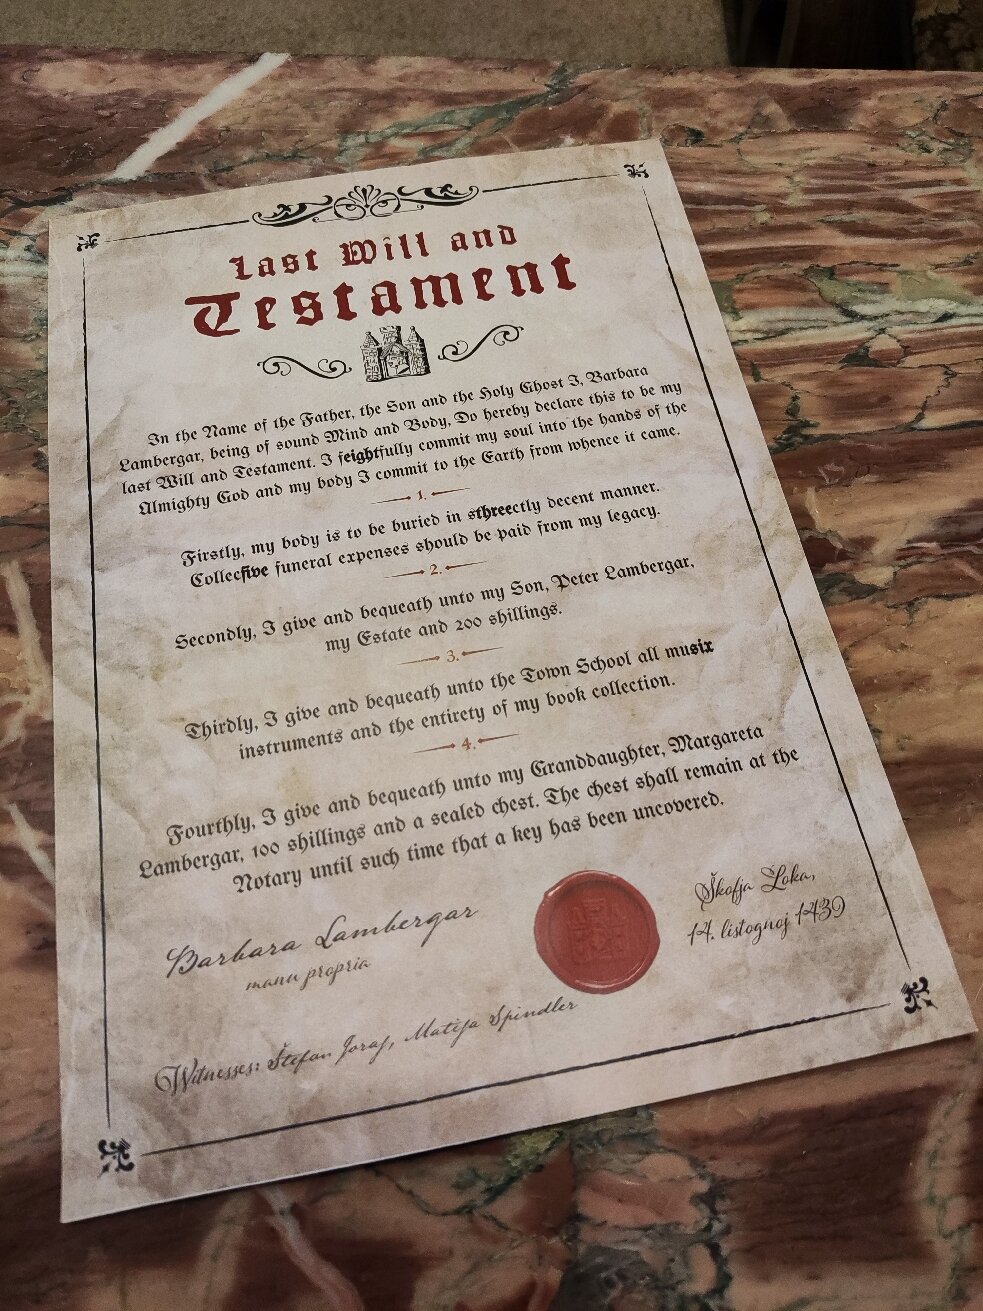 Last Will and
Testament
In the Name of the Father, the Son and the Holy Ghost I, Barbara
Lambergar, being of sound Mind and Body, Do hereby declare this to be my
last Will and Testament. I feightfully commit my soul into the hands of the
Almighty God and my body I commit to the Earth from whence it came.
1.
Firstly, my body is to be buried in sthreectly decent manner.
Collecfive funeral expenses should be paid from my legacy.
2.
Secondly, I give and bequeath unto my Son, Peter Lambergar,
my Estate and 200 shillings.
3.
Thirdly, I give and bequeath unto the Town School all musix
instruments and the entirety of my book collection.
4.
Fourthly, I give and bequeath unto my Granddaughter, Margareta
Lambergar, 100 shillings and a sealed chest. The chest shall remain at the
Notary until such time that a key has been uncovered.
Barbara Lambergar
manu propria
Škofja Loka,
14. listognoj 1439
Witnesses: Štefan Joraj, Matija Spindler